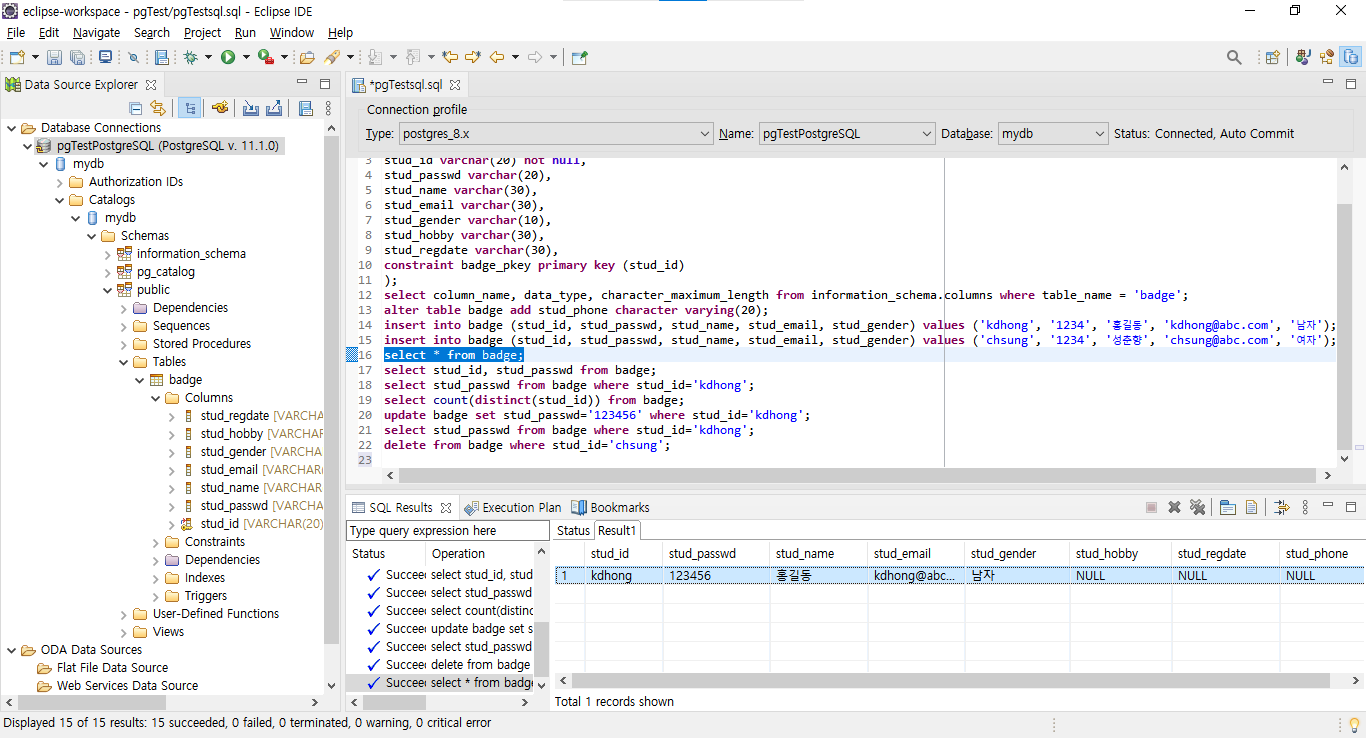 eclipse-workspace - pgTest/pgTestsql.sql - Eclipse IDE
File Edit Navigate Search Project Run Window Help
Data Source Explorer
Database Connections
pgTestPostgreSQL (PostgreSQL v. 11.1.0)
mydb
Authorization IDs
Catalogs
mydb
Schemas
information_schema
pg_catalog
public
Dependencies
Sequences
Stored Procedures
Tables
badge
Columns
stud_regdate [VARCHA
stud_hobby [VARCHAR
stud_gender [VARCHA
stud_email [VARCHAR(
stud_name [VARCHAR
stud_passwd [VARCHA
stud_id [VARCHAR(20)
Constraints
Dependencies
Indexes
Triggers
User-Defined Functions
Views
ODA Data Sources
Flat File Data Source
Web Services Data Source
*pgTestsql.sql
Connection profile
Type: postgres_8.x Name: pgTestPostgreSQL Database: mydb Status: Connected, Auto Commit
3 stud_id varchar(20) not null,
4 stud_passwd varchar(20),
5 stud_name varchar(30),
6 stud_email varchar(30),
7 stud_gender varchar(10),
8 stud_hobby varchar(30),
9 stud_regdate varchar(30),
10 constraint badge_pkey primary key (stud_id)
11 );
12 select column_name, data_type, character_maximum_length from information_schema.columns where table_name = 'badge';
13 alter table badge add stud_phone character varying(20);
14 insert into badge (stud_id, stud_passwd, stud_name, stud_email, stud_gender) values ('kdhong', '1234', '홍길동', 'kdhong@abc.com', '남자');
15 insert into badge (stud_id, stud_passwd, stud_name, stud_email, stud_gender) values ('chsung', '1234', '성춘향', 'chsung@abc.com', '여자');
16 select * from badge;
17 select stud_id, stud_passwd from badge;
18 select stud_passwd from badge where stud_id='kdhong';
19 select count(distinct(stud_id)) from badge;
20 update badge set stud_passwd='123456' where stud_id='kdhong';
21 select stud_passwd from badge where stud_id='kdhong';
22 delete from badge where stud_id='chsung';
23
SQL Results Execution Plan Bookmarks
Type query expression here
Status Operation
Succee select stud_id, stud
Succee select stud_passwd
Succee select count(distinc
Succee update badge set s
Succee select stud_passwd
Succee delete from badge
Succee select * from badge
Status Result1
stud_id stud_passwd stud_name stud_email stud_gender stud_hobby stud_regdate stud_phone
1 kdhong 123456 홍길동 kdhong@abc... 남자 NULL NULL NULL
Total 1 records shown
Displayed 15 of 15 results: 15 succeeded, 0 failed, 0 terminated, 0 warning, 0 critical error